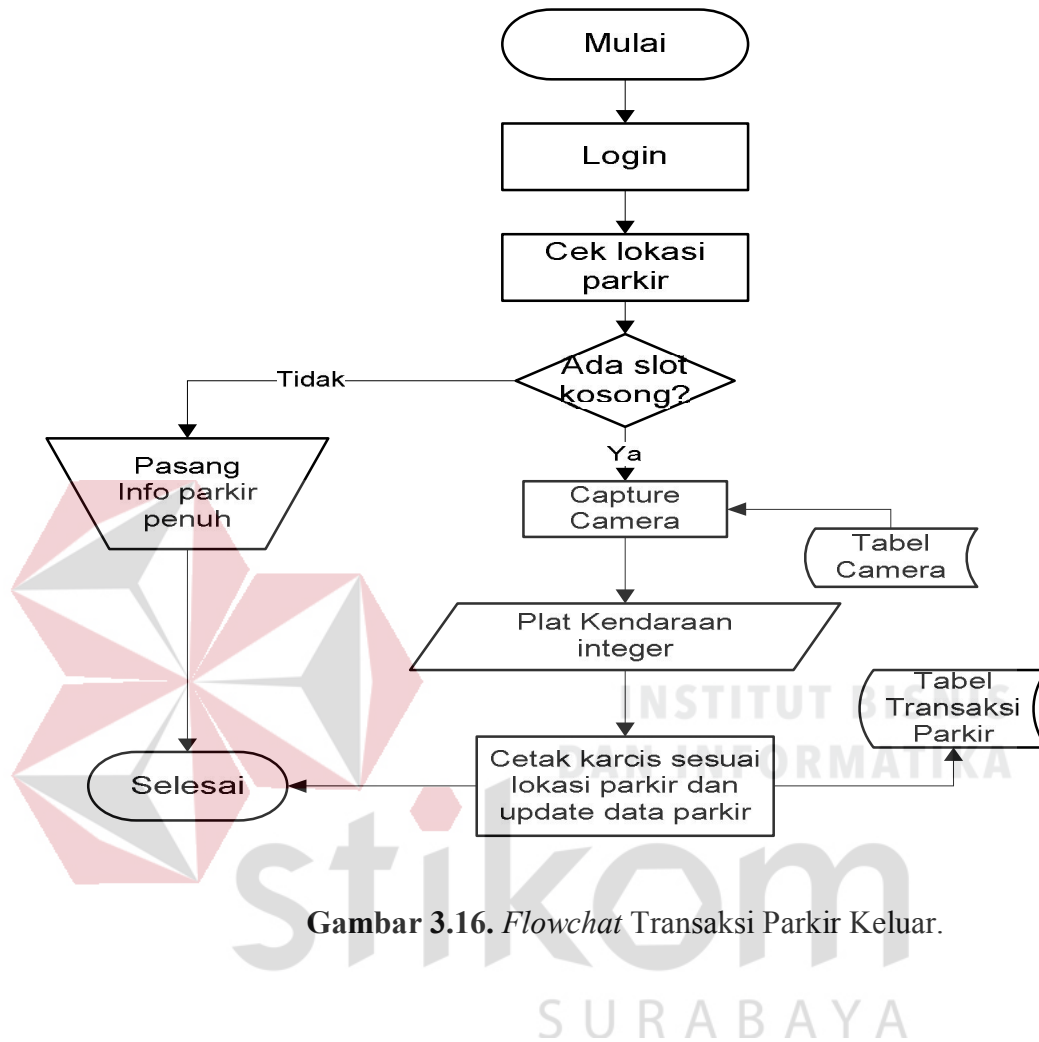 Mulai
Login
Cek lokasi
parkir
Ada slot
kosong?
Tidak
Ya
Pasang
Info parkir
penuh
Capture
Camera
Tabel
Camera
Plat Kendaraan
integer
Tabel
Transaksi
Parkir
INSTITUT BISNIS
DAN INFORMATIKA
Cetak karcis sesuai
lokasi parkir dan
update data parkir
Selesai
stikom
Gambar 3.16. Flowchat Transaksi Parkir Keluar.
SURABAYA